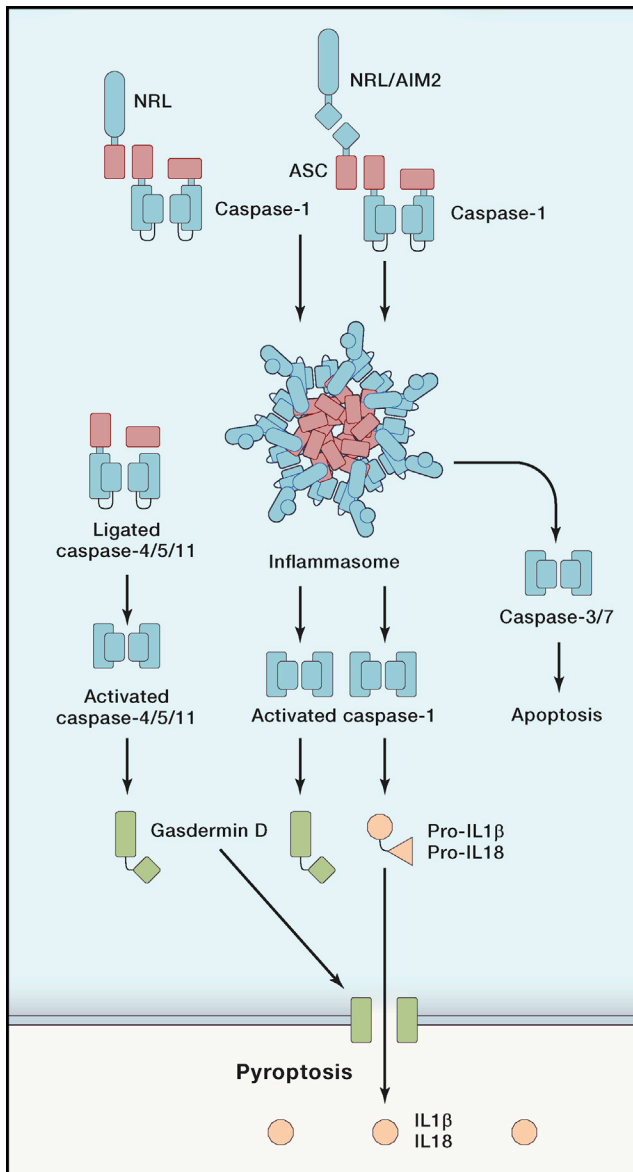 NRL
NRL/AIM2
ASC
Caspase-1
Caspase-1
Ligated
caspase-4/5/11
Inflammasome
Caspase-3/7
Activated
caspase-4/5/11
Activated caspase-1
Apoptosis
Gasdermin D
Pro-IL1β
Pro-IL18
Pyroptosis
IL1β
IL18